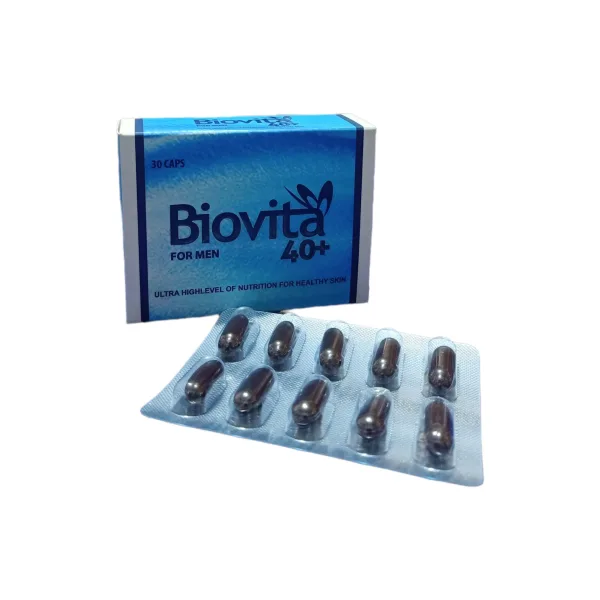 Biovita
40+
30 CAPS
Biovita
40+
FOR MEN
ULTRA HIGHLEVEL OF NUTRITION FOR HEALTHY SKIN